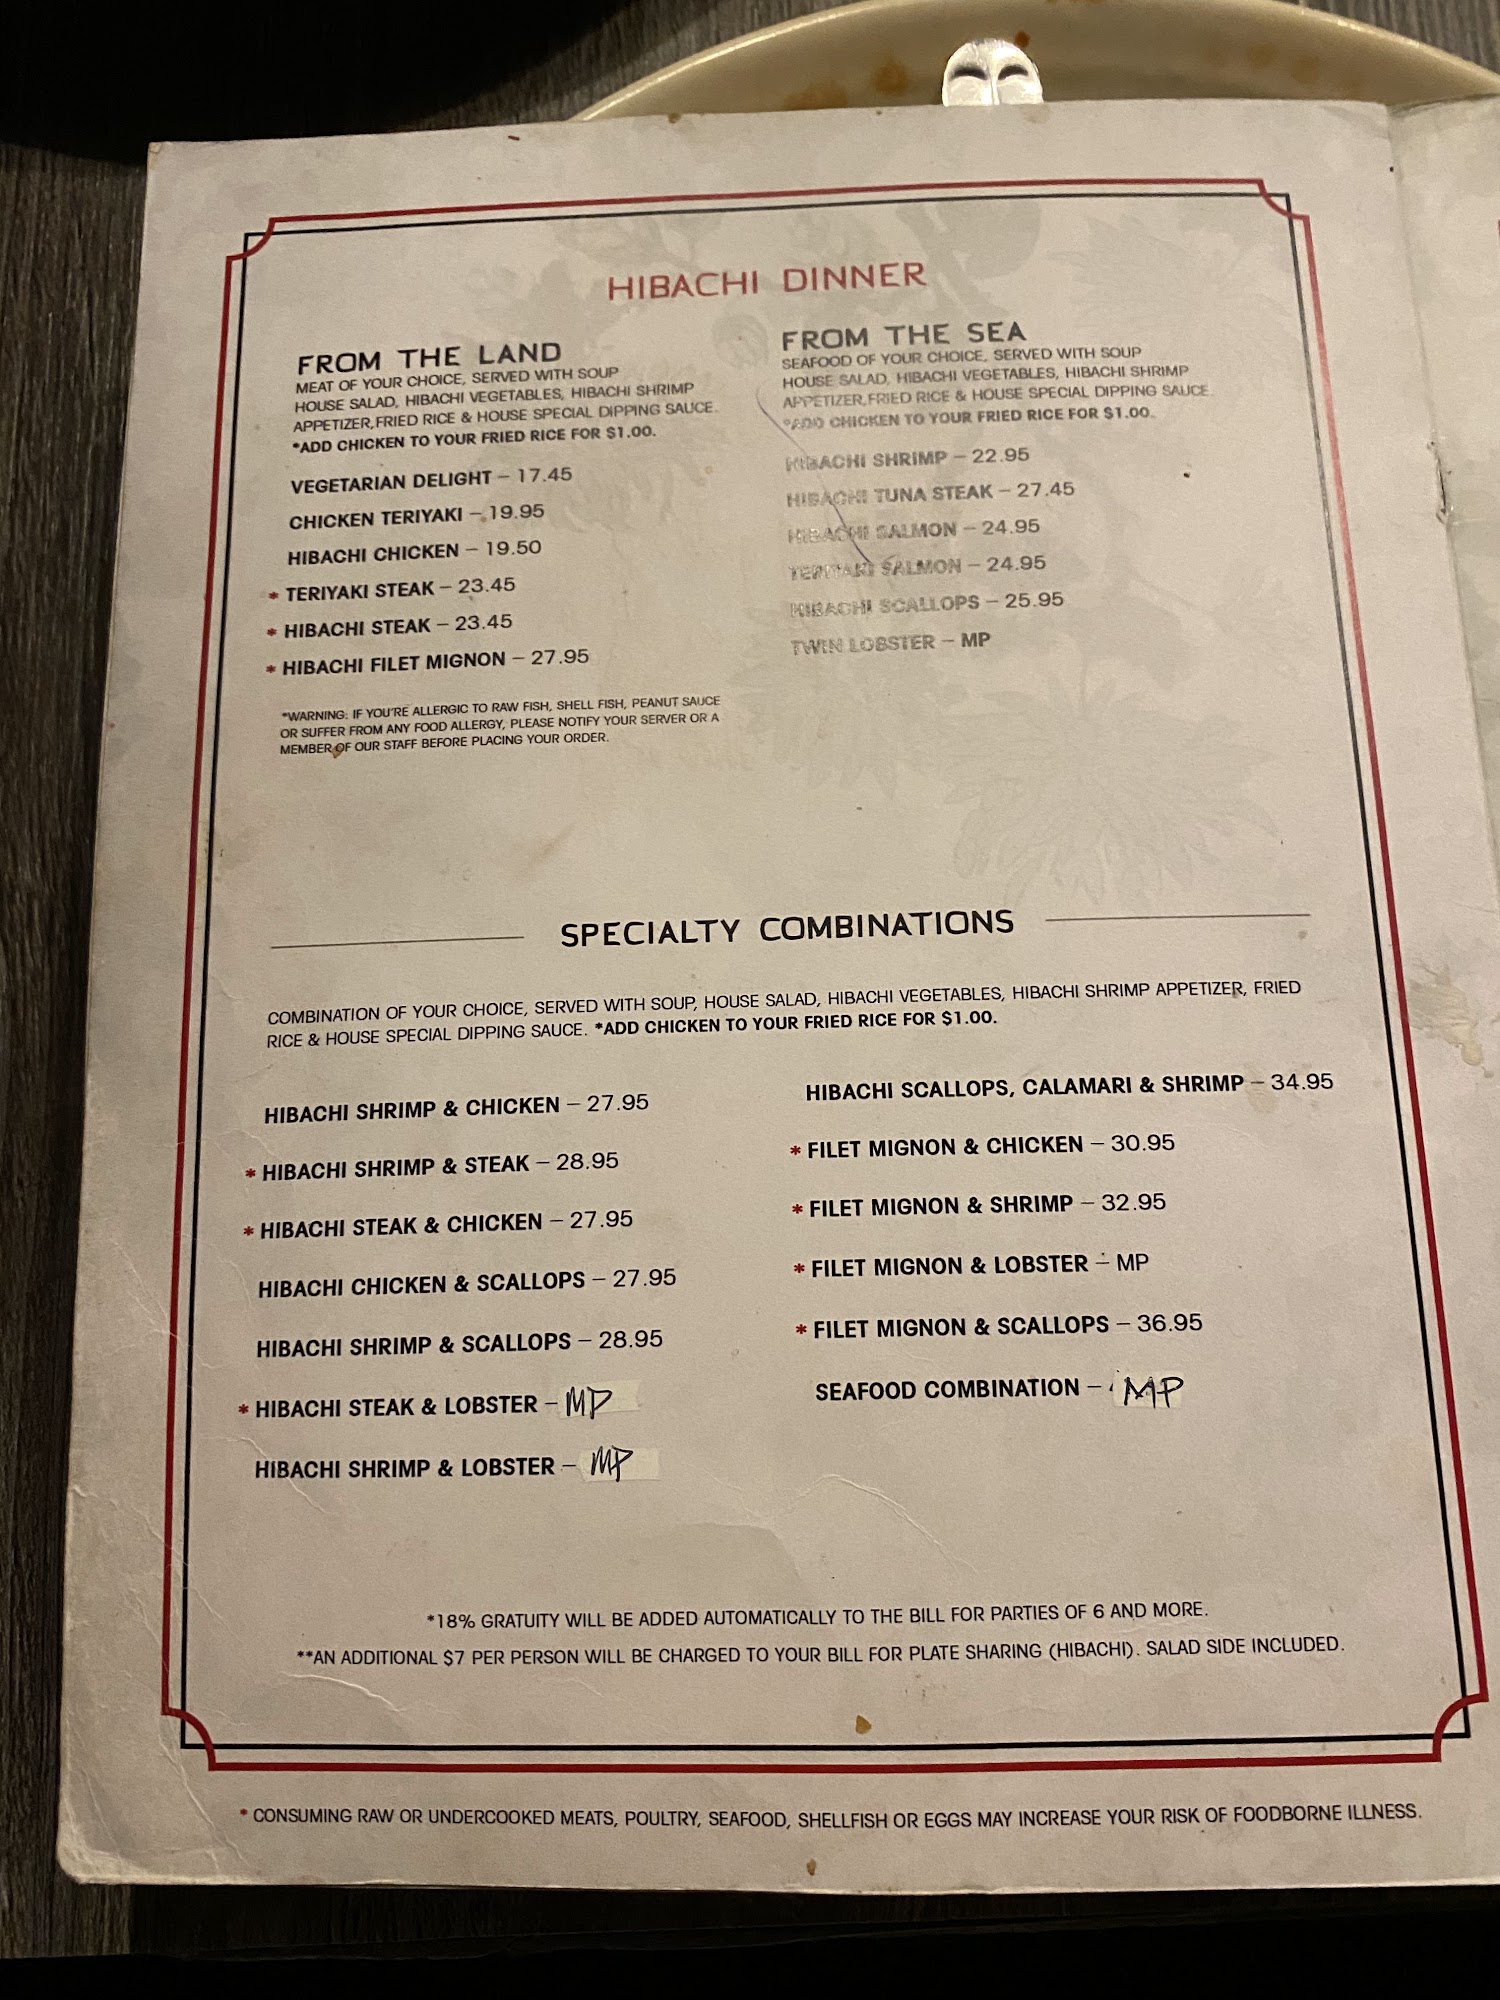 HIBACHI DINNER
FROM THE LAND
MEAT OF YOUR CHOICE, SERVED WITH SOUP
HOUSE SALAD, HIBACHI VEGETABLES, HIBACHI SHRIMP
APPETIZER,FRIED RICE & HOUSE SPECIAL DIPPING SAUCE.
*ADD CHICKEN TO YOUR FRIED RICE FOR $1.00.
VEGETARIAN DELIGHT – 17.45
CHICKEN TERIYAKI – 19.95
HIBACHI CHICKEN – 19.50
* TERIYAKI STEAK – 23.45
* HIBACHI STEAK – 23.45
* HIBACHI FILET MIGNON – 27.95
*WARNING: IF YOU'RE ALLERGIC TO RAW FISH, SHELL FISH, PEANUT SAUCE
OR SUFFER FROM ANY FOOD ALLERGY, PLEASE NOTIFY YOUR SERVER OR A
MEMBER OF OUR STAFF BEFORE PLACING YOUR ORDER.
FROM THE SEA
SEAFOOD OF YOUR CHOICE, SERVED WITH SOUP
HOUSE SALAD, HIBACHI VEGETABLES, HIBACHI SHRIMP
APPETIZER,FRIED RICE & HOUSE SPECIAL DIPPING SAUCE.
*ADD CHICKEN TO YOUR FRIED RICE FOR $1.00.
HIBACHI SHRIMP – 22.95
HIBACHI TUNA STEAK – 27.45
HIBACHI SALMON – 24.95
TERIYAKI SALMON – 24.95
HIBACHI SCALLOPS – 25.95
TWIN LOBSTER – MP
SPECIALTY COMBINATIONS
COMBINATION OF YOUR CHOICE, SERVED WITH SOUP, HOUSE SALAD, HIBACHI VEGETABLES, HIBACHI SHRIMP APPETIZER, FRIED
RICE & HOUSE SPECIAL DIPPING SAUCE. *ADD CHICKEN TO YOUR FRIED RICE FOR $1.00.
HIBACHI SHRIMP & CHICKEN – 27.95
* HIBACHI SHRIMP & STEAK – 28.95
* HIBACHI STEAK & CHICKEN – 27.95
HIBACHI CHICKEN & SCALLOPS – 27.95
HIBACHI SHRIMP & SCALLOPS – 28.95
* HIBACHI STEAK & LOBSTER – MP
HIBACHI SHRIMP & LOBSTER – MP
HIBACHI SCALLOPS, CALAMARI & SHRIMP – 34.95
* FILET MIGNON & CHICKEN – 30.95
* FILET MIGNON & SHRIMP – 32.95
* FILET MIGNON & LOBSTER – MP
* FILET MIGNON & SCALLOPS – 36.95
SEAFOOD COMBINATION – MP
*18% GRATUITY WILL BE ADDED AUTOMATICALLY TO THE BILL FOR PARTIES OF 6 AND MORE.
**AN ADDITIONAL $7 PER PERSON WILL BE CHARGED TO YOUR BILL FOR PLATE SHARING (HIBACHI). SALAD SIDE INCLUDED.
* CONSUMING RAW OR UNDERCOOKED MEATS, POULTRY, SEAFOOD, SHELLFISH OR EGGS MAY INCREASE YOUR RISK OF FOODBORNE ILLNESS.